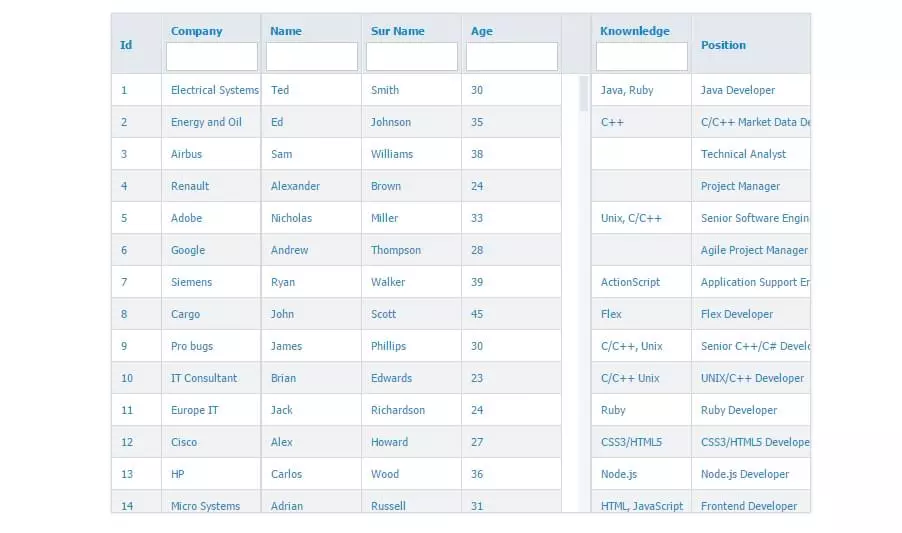 Id Company Name Sur Name Age Knownledge Position
1 Electrical Systems Ted Smith 30 Java, Ruby Java Developer
2 Energy and Oil Ed Johnson 35 C++ C/C++ Market Data De
3 Airbus Sam Williams 38 Technical Analyst
4 Renault Alexander Brown 24 Project Manager
5 Adobe Nicholas Miller 33 Unix, C/C++ Senior Software Engin
6 Google Andrew Thompson 28 Agile Project Manager
7 Siemens Ryan Walker 39 ActionScript Application Support Er
8 Cargo John Scott 45 Flex Flex Developer
9 Pro bugs James Phillips 30 C/C++, Unix Senior C++/C# Develo
10 IT Consultant Brian Edwards 23 C/C++ Unix UNIX/C++ Developer
11 Europe IT Jack Richardson 24 Ruby Ruby Developer
12 Cisco Alex Howard 27 CSS3/HTML5 CSS3/HTML5 Develope
13 HP Carlos Wood 36 Node.js Node.js Developer
14 Micro Systems Adrian Russell 31 HTML, JavaScript Frontend Developer